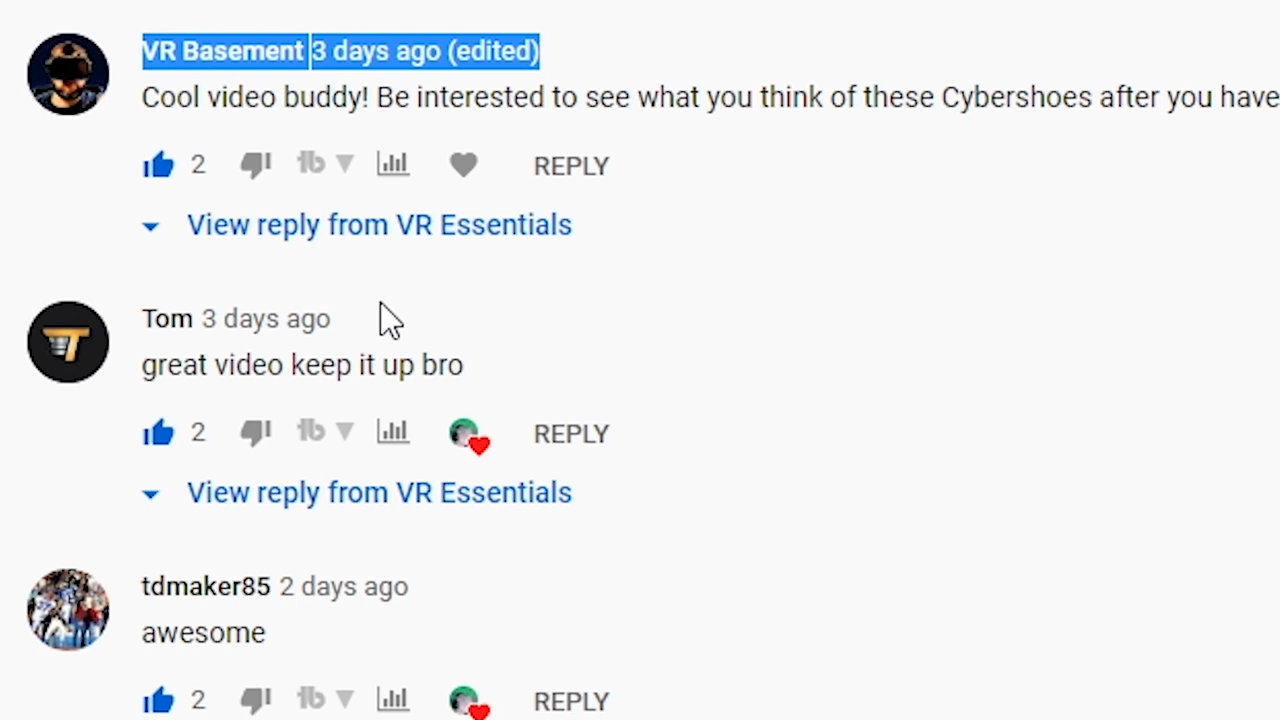 VR Basement 3 days ago (edited)
Cool video buddy! Be interested to see what you think of these Cybershoes after you have
2
REPLY
View reply from VR Essentials
Tom 3 days ago
great video keep it up bro
2
REPLY
View reply from VR Essentials
tdmaker85 2 days ago
awesome
2
REPLY